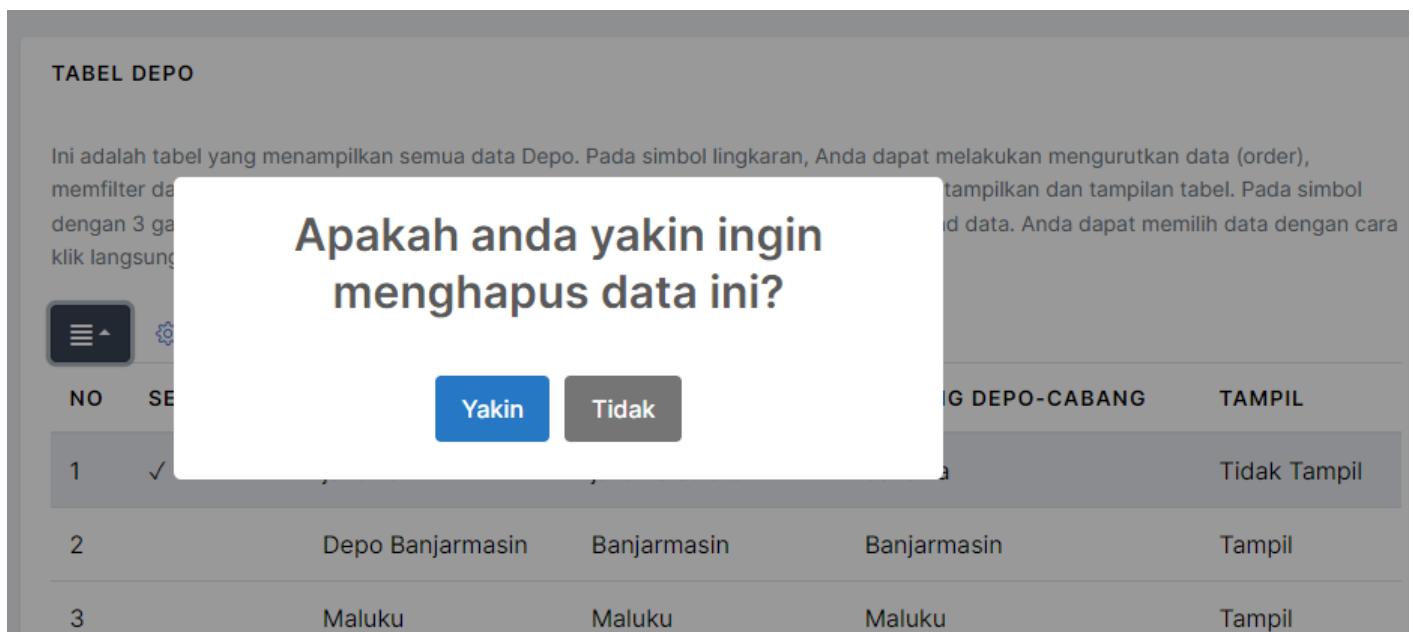 TABEL DEPO
Ini adalah tabel yang menampilkan semua data Depo. Pada simbol lingkaran, Anda dapat melakukan mengurutkan data (order),
memfilter da tampilkan dan tampilan tabel. Pada simbol
dengan 3 ga data. Anda dapat memilih data dengan cara
klik langsung
Apakah anda yakin ingin
menghapus data ini?
Yakin Tidak
NO SE G DEPO-CABANG TAMPIL
1 ✓ Tidak Tampil
2 Depo Banjarmasin Banjarmasin Banjarmasin Tampil
3 Maluku Maluku Maluku Tampil